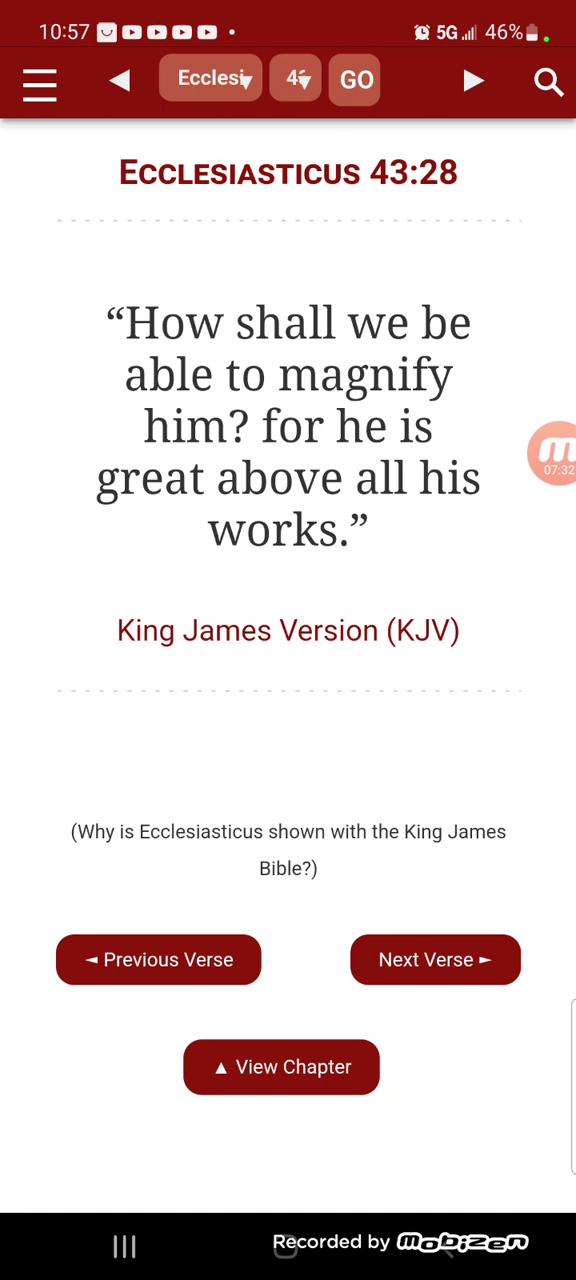 10:57 5G 46%
Ecclesi GO
ECCLESIASTICUS 43:28
“How shall we be
able to magnify
him? for he is
great above all his
works.”
m
07:32
King James Version (KJV)
(Why is Ecclesiasticus shown with the King James
Bible?)
◄ Previous Verse Next Verse ►
▲ View Chapter
Recorded by mobizen